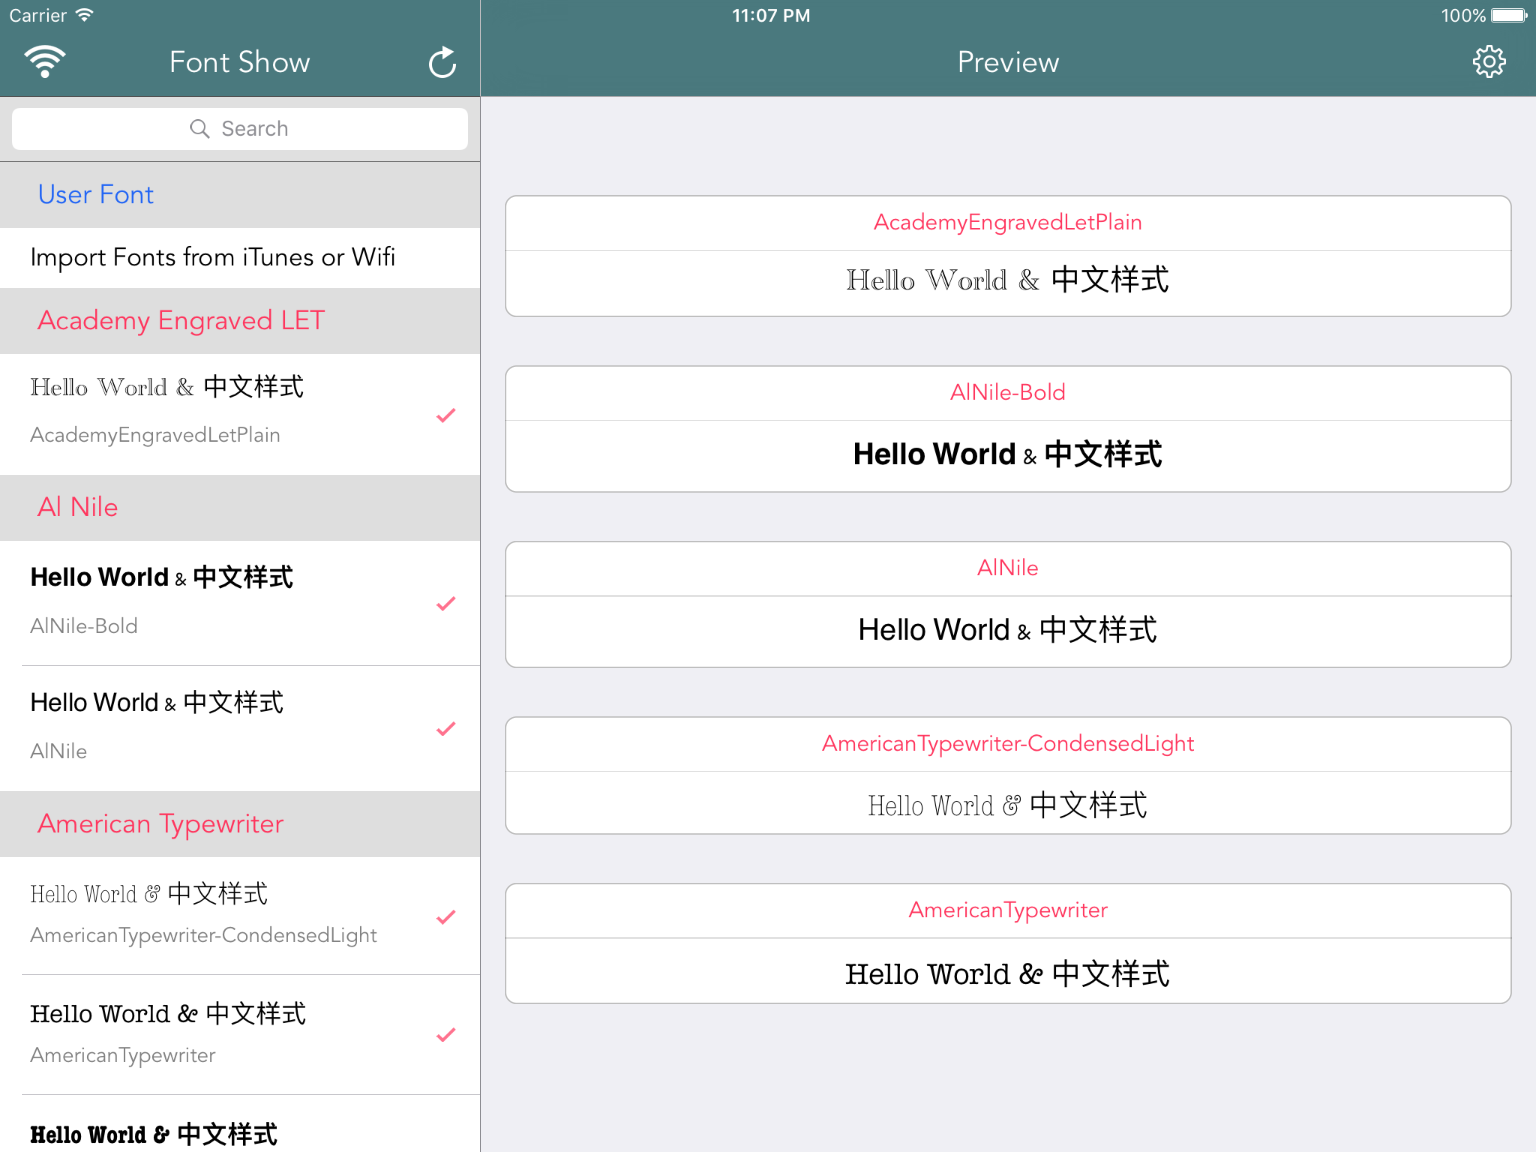 Carrier
11:07 PM
100%
Font Show
Preview
Search
User Font
Import Fonts from iTunes or Wifi
Academy Engraved LET
Hello World & 中文样式
AcademyEngravedLetPlain
Al Nile
Hello World & 中文样式
AlNile-Bold
Hello World & 中文样式
AlNile
American Typewriter
Hello World & 中文样式
AmericanTypewriter-CondensedLight
Hello World & 中文样式
AmericanTypewriter
Hello World & 中文样式
AcademyEngravedLetPlain
Hello World & 中文样式
AlNile-Bold
Hello World & 中文样式
AlNile
Hello World & 中文样式
AmericanTypewriter-CondensedLight
Hello World & 中文样式
AmericanTypewriter
Hello World & 中文样式